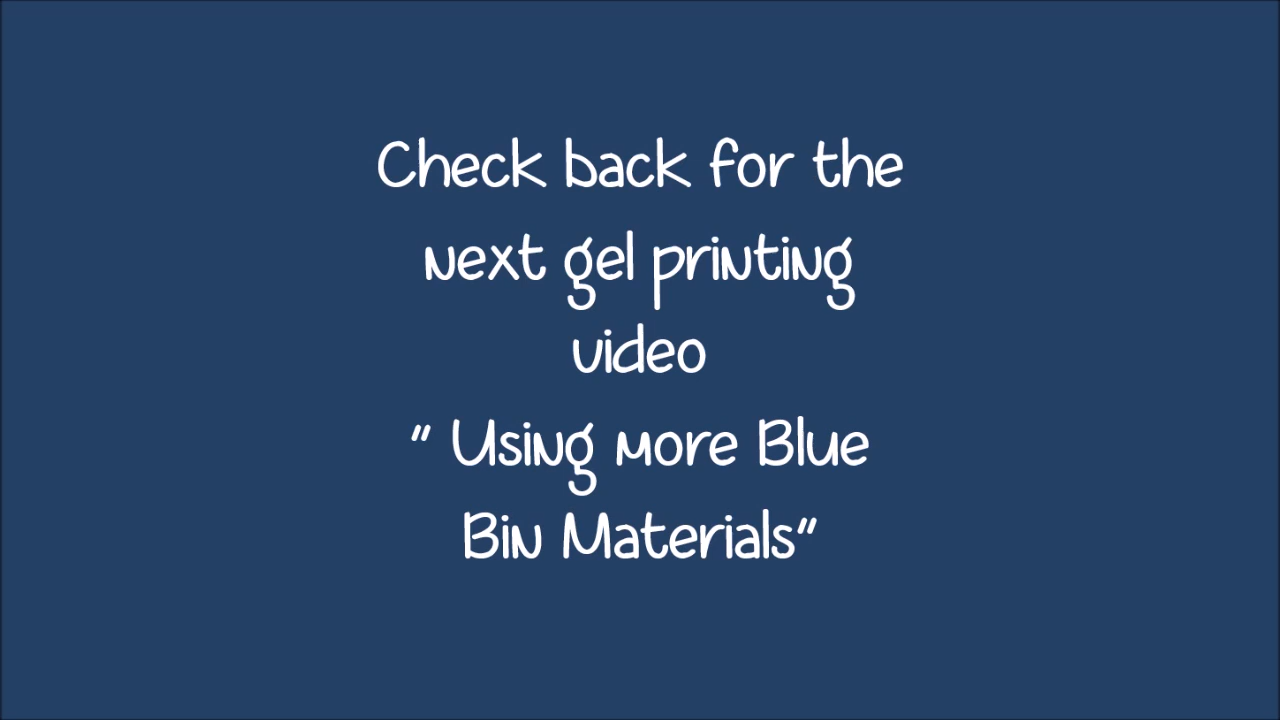 Check back for the
next gel printing
video
" Using more Blue
Bin Materials"